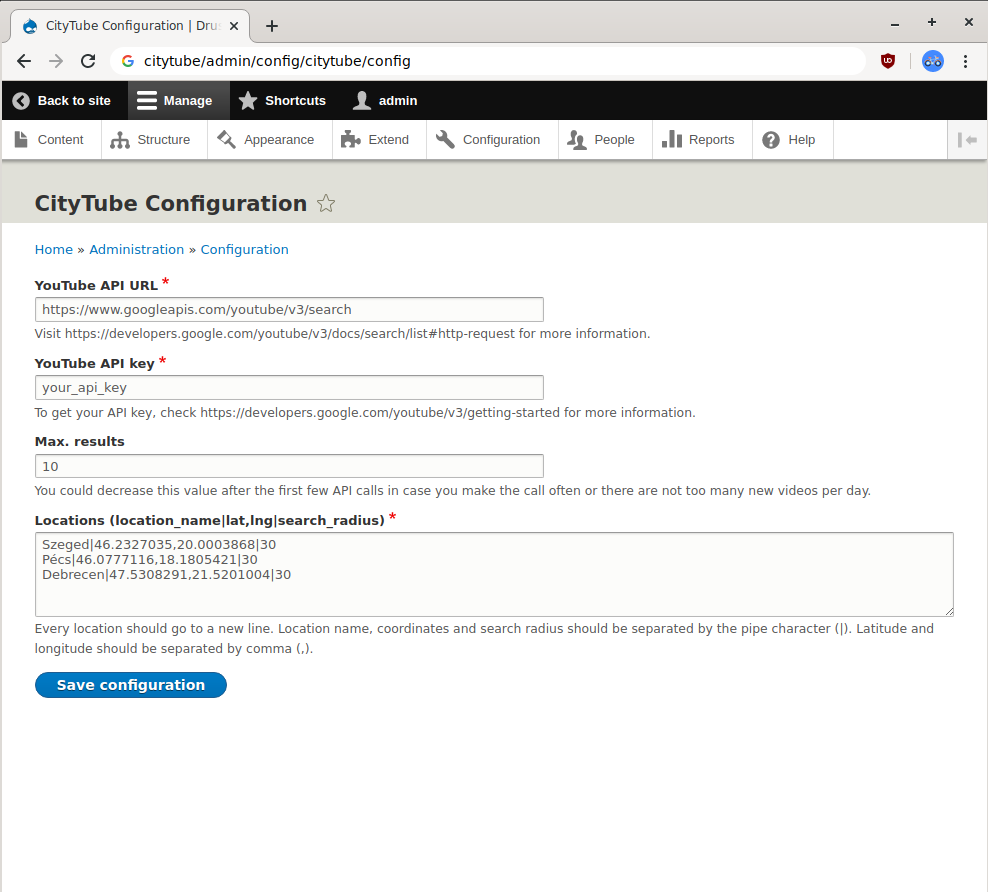 CityTube Configuration | Dru
citytube/admin/config/citytube/config
Back to site Manage Shortcuts admin
Content Structure Appearance Extend Configuration People Reports Help
CityTube Configuration
Home » Administration » Configuration
YouTube API URL *
https://www.googleapis.com/youtube/v3/search
Visit https://developers.google.com/youtube/v3/docs/search/list#http-request for more information.
YouTube API key *
your_api_key
To get your API key, check https://developers.google.com/youtube/v3/getting-started for more information.
Max. results
10
You could decrease this value after the first few API calls in case you make the call often or there are not too many new videos per day.
Locations (location_name|lat,lng|search_radius) *
Szeged|46.2327035,20.0003868|30
Pécs|46.0777116,18.1805421|30
Debrecen|47.5308291,21.5201004|30
Every location should go to a new line. Location name, coordinates and search radius should be separated by the pipe character (|). Latitude and
longitude should be separated by comma (,).
Save configuration